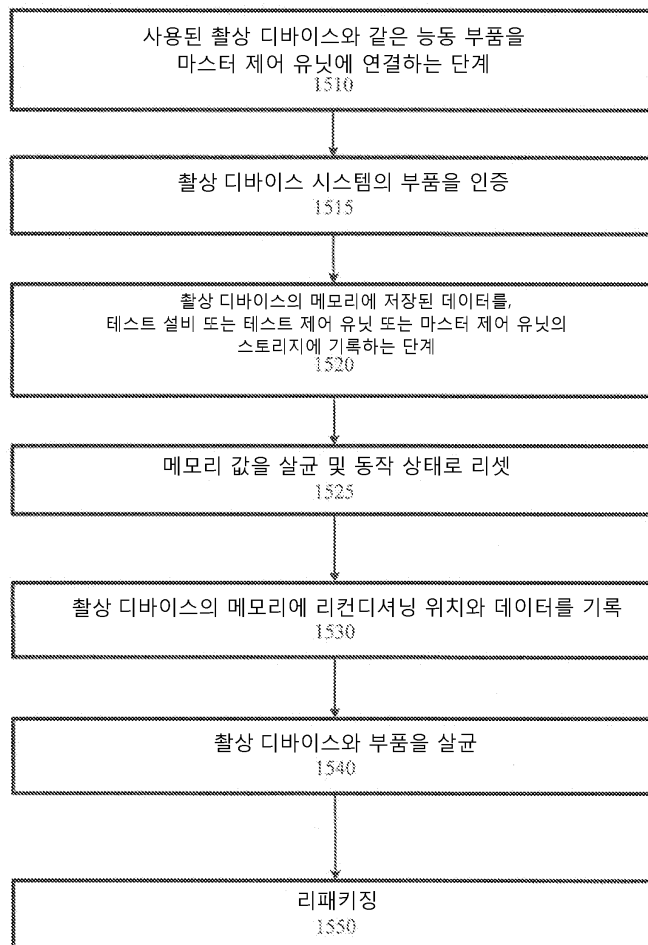 사용된 촬상 디바이스와 같은 능동 부품을
마스터 제어 유닛에 연결하는 단계
1510
촬상 디바이스 시스템의 부품을 인증
1515
촬상 디바이스의 메모리에 저장된 데이터를,
테스트 설비 또는 테스트 제어 유닛 또는 마스터 제어 유닛의
스토리지에 기록하는 단계
1520
메모리 값을 살균 및 동작 상태로 리셋
1525
촬상 디바이스의 메모리에 리컨디셔닝 위치와 데이터를 기록
1530
촬상 디바이스와 부품을 살균
1540
리패키징
1550